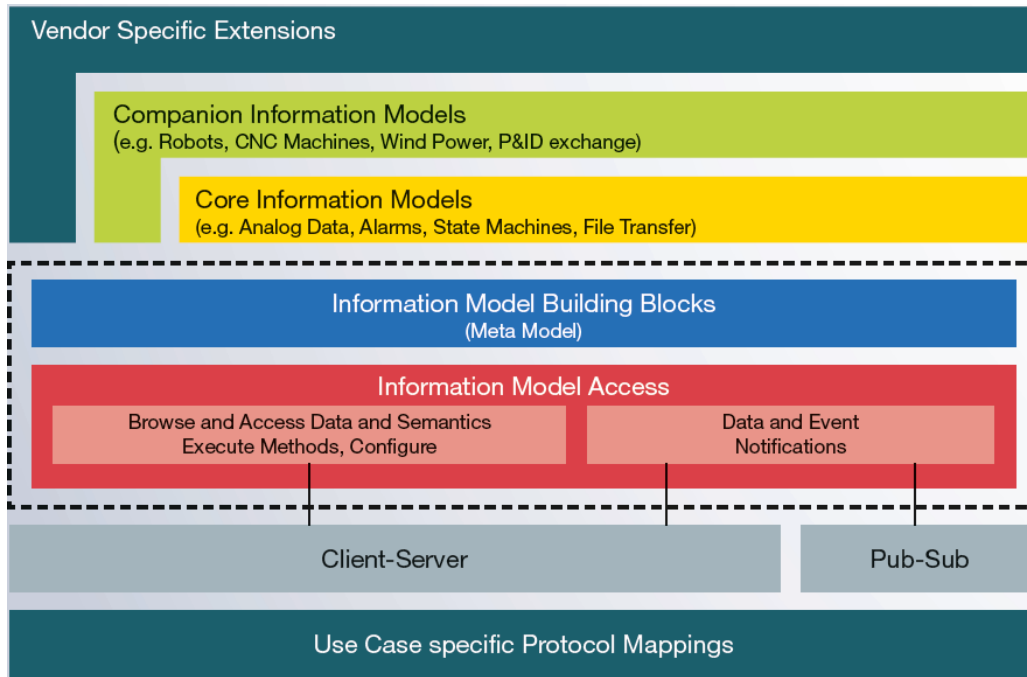 Vendor Specific Extensions
Companion Information Models
(e.g. Robots, CNC Machines, Wind Power, P&ID exchange)
Core Information Models
(e.g. Analog Data, Alarms, State Machines, File Transfer)
Information Model Building Blocks
(Meta Model)
Information Model Access
Browse and Access Data and Semantics
Execute Methods, Configure
Data and Event
Notifications
Client-Server
Pub-Sub
Use Case specific Protocol Mappings